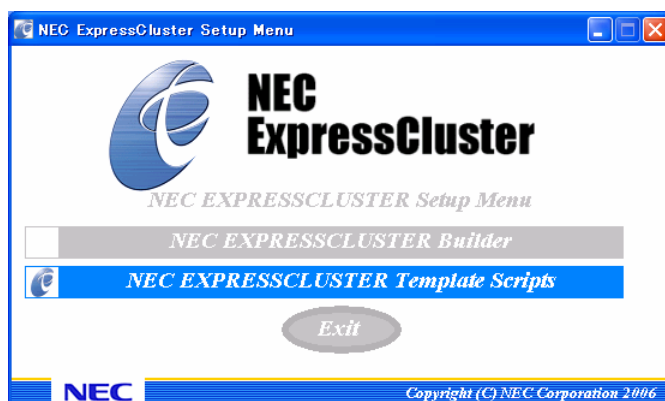 NEC ExpressCluster Setup Menu
NEC
ExpressCluster
NEC EXPRESSCLUSTER Setup Menu
NEC EXPRESSCLUSTER Builder
NEC EXPRESSCLUSTER Template Scripts
Exit
NEC
Copyright (C) NEC Corporation 2006